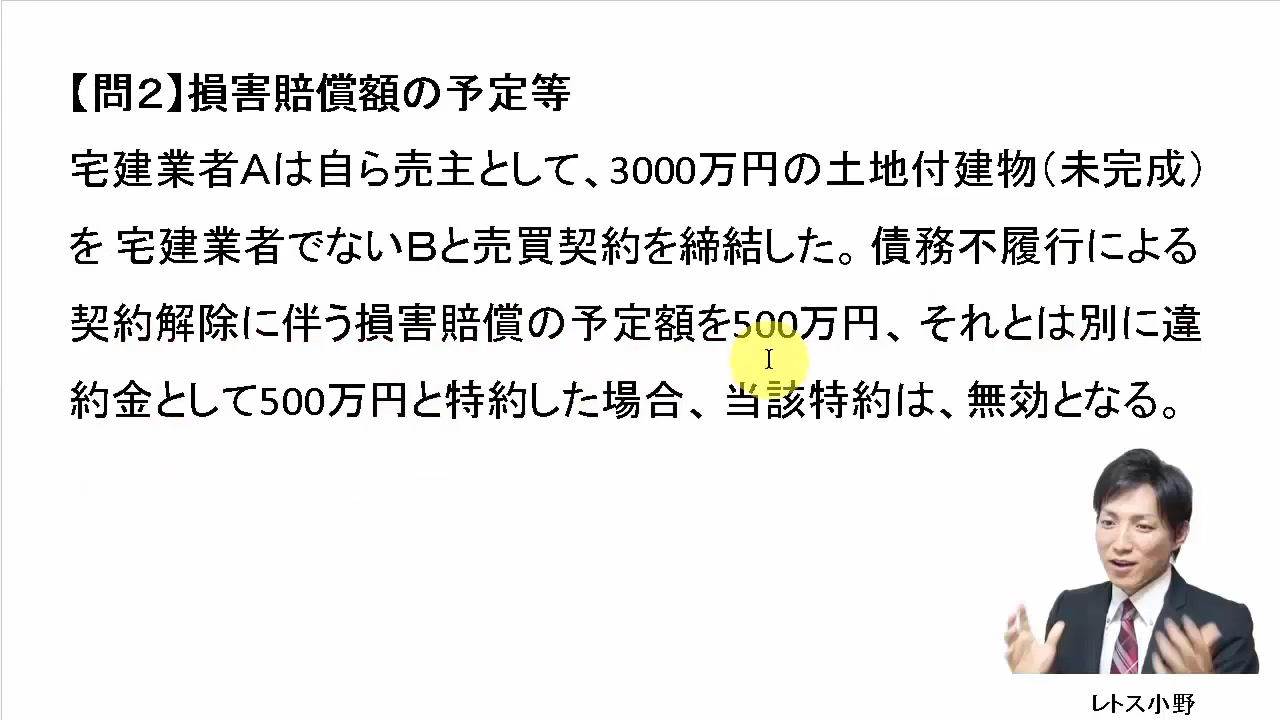 【問２】損害賠償額の予定等
宅建業者Ａは自ら売主として、3000万円の土地付建物（未完成）
を 宅建業者でないＢと売買契約を締結した。債務不履行による
契約解除に伴う損害賠償の予定額を500万円、それとは別に違
約金として500万円と特約した場合、当該特約は、無効となる。
レトス小野